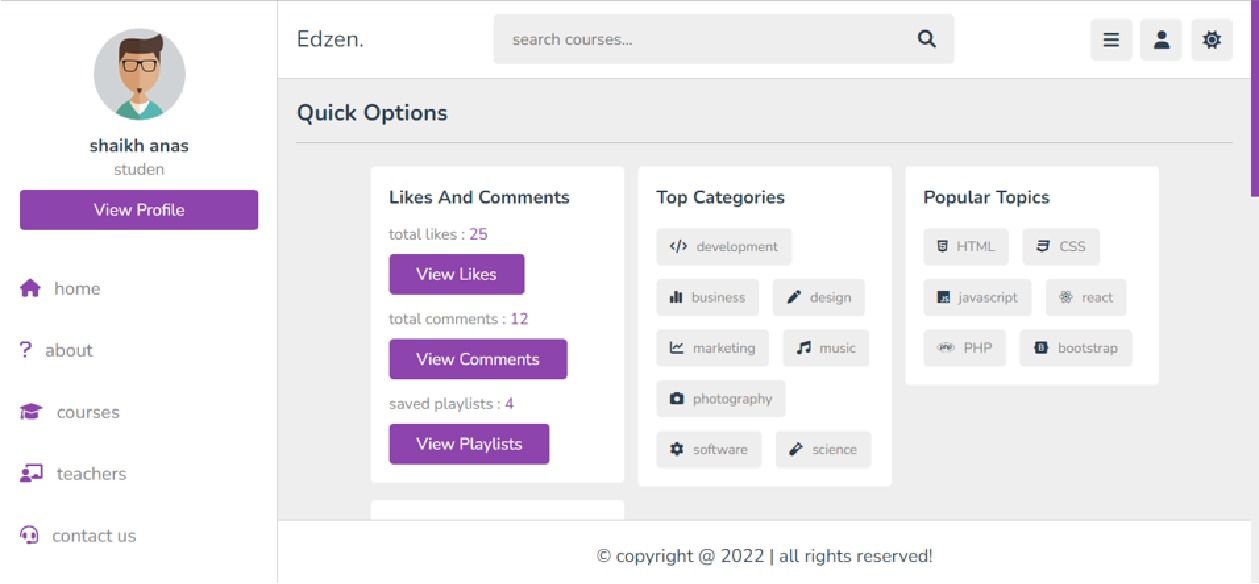 shaikh anas
studen
View Profile
home
about
courses
teachers
contact us
Edzen.
search courses...
Quick Options
Likes And Comments
total likes : 25
View Likes
total comments : 12
View Comments
saved playlists : 4
View Playlists
Top Categories
development
business design
marketing music
photography
software science
Popular Topics
HTML CSS
javascript react
PHP bootstrap
© copyright @ 2022 | all rights reserved!